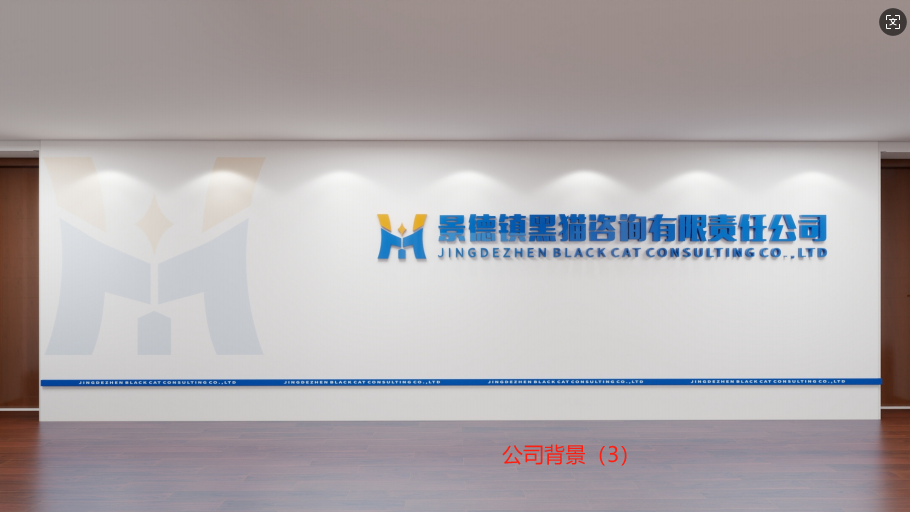 景德镇黑猫咨询有限责任公司
JINGDEZHEN BLACK CAT CONSULTING CO.,LTD
JINGDEZHEN BLACK CAT CONSULTING CO.,LTD JINGDEZHEN BLACK CAT CONSULTING CO.,LTD JINGDEZHEN BLACK CAT CONSULTING CO.,LTD JINGDEZHEN BLACK CAT CONSULTING CO.,LTD
公司背景（3）